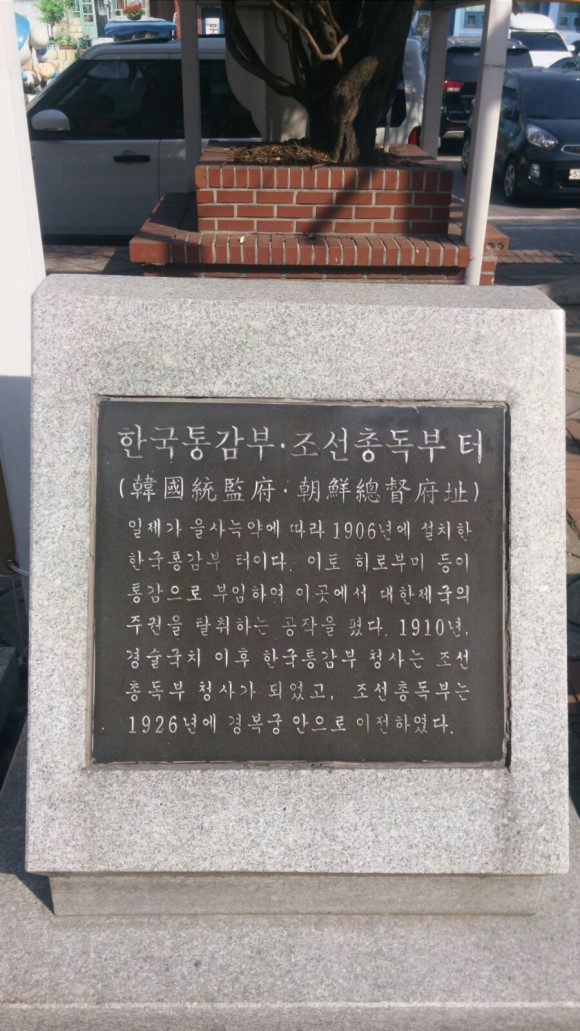 한국통감부·조선총독부 터
(韓國統監府·朝鮮總督府址)
일제가 을사늑약에 따라 1906년에 설치한
한국통감부 터이다. 이토 히로부미 등이
통감으로 부임하여 이곳에서 대한제국의
주권을 탈취하는 공작을 폈다. 1910년,
경술국치 이후 한국통감부 청사는 조선
총독부 청사가 되었고, 조선총독부는
1926년에 경복궁 안으로 이전하였다.